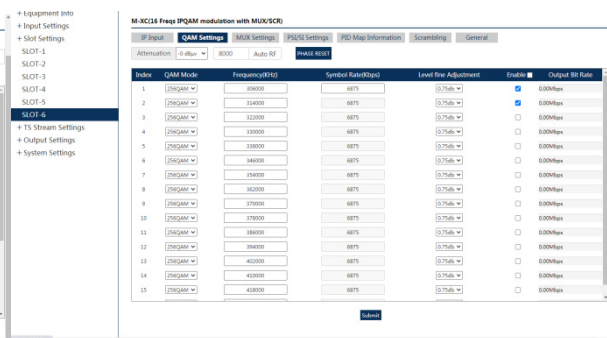 + Equipment Info
+ Input Settings
+ Slot Settings
SLOT-1
SLOT-2
SLOT-3
SLOT-4
SLOT-5
SLOT-6
+ TS Stream Settings
+ Output Settings
+ System Settings
M-XC(16 Freqs IPQAM modulation with MUX/SCR)
IP Input QAM Settings MUX Settings PSI/SI Settings PID Map Information Scrambling General
Attenuation -0 dBμv 8000 Auto RF PHASE RESET
Index QAM Mode Frequency(KHz) Symbol Rate(Kbps) Level fine Adjustment Enable Output Bit Rate
1 256QAM 306000 6875 0.75db 0.00Mbps
2 256QAM 314000 6875 0.75db 0.00Mbps
3 256QAM 322000 6875 0.75db 0.00Mbps
4 256QAM 330000 6875 0.75db 0.00Mbps
5 256QAM 338000 6875 0.75db 0.00Mbps
6 256QAM 346000 6875 0.75db 0.00Mbps
7 256QAM 354000 6875 0.75db 0.00Mbps
8 256QAM 362000 6875 0.75db 0.00Mbps
9 256QAM 370000 6875 0.75db 0.00Mbps
10 256QAM 378000 6875 0.75db 0.00Mbps
11 256QAM 386000 6875 0.75db 0.00Mbps
12 256QAM 394000 6875 0.75db 0.00Mbps
13 256QAM 402000 6875 0.75db 0.00Mbps
14 256QAM 410000 6875 0.75db 0.00Mbps
15 256QAM 418000 6875 0.75db 0.00Mbps
Submit